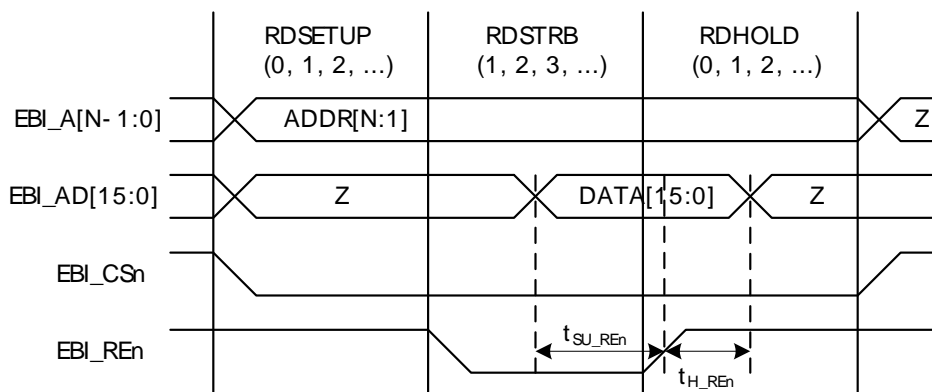 RDSETUP RDSTRB RDHOLD
(0, 1, 2, ...) (1, 2, 3, ...) (0, 1, 2, ...)
EBI_A[N-1:0] ADDR[N:1] Z
EBI_AD[15:0] Z DATA[15:0] Z
EBI_CSn
EBI_REn tSU_REn
tH_REn